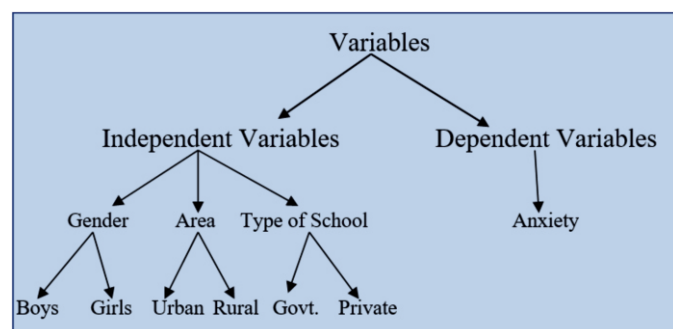 Variables
Independent Variables Dependent Variables
Gender Area Type of School Anxiety
Boys Girls Urban Rural Govt. Private